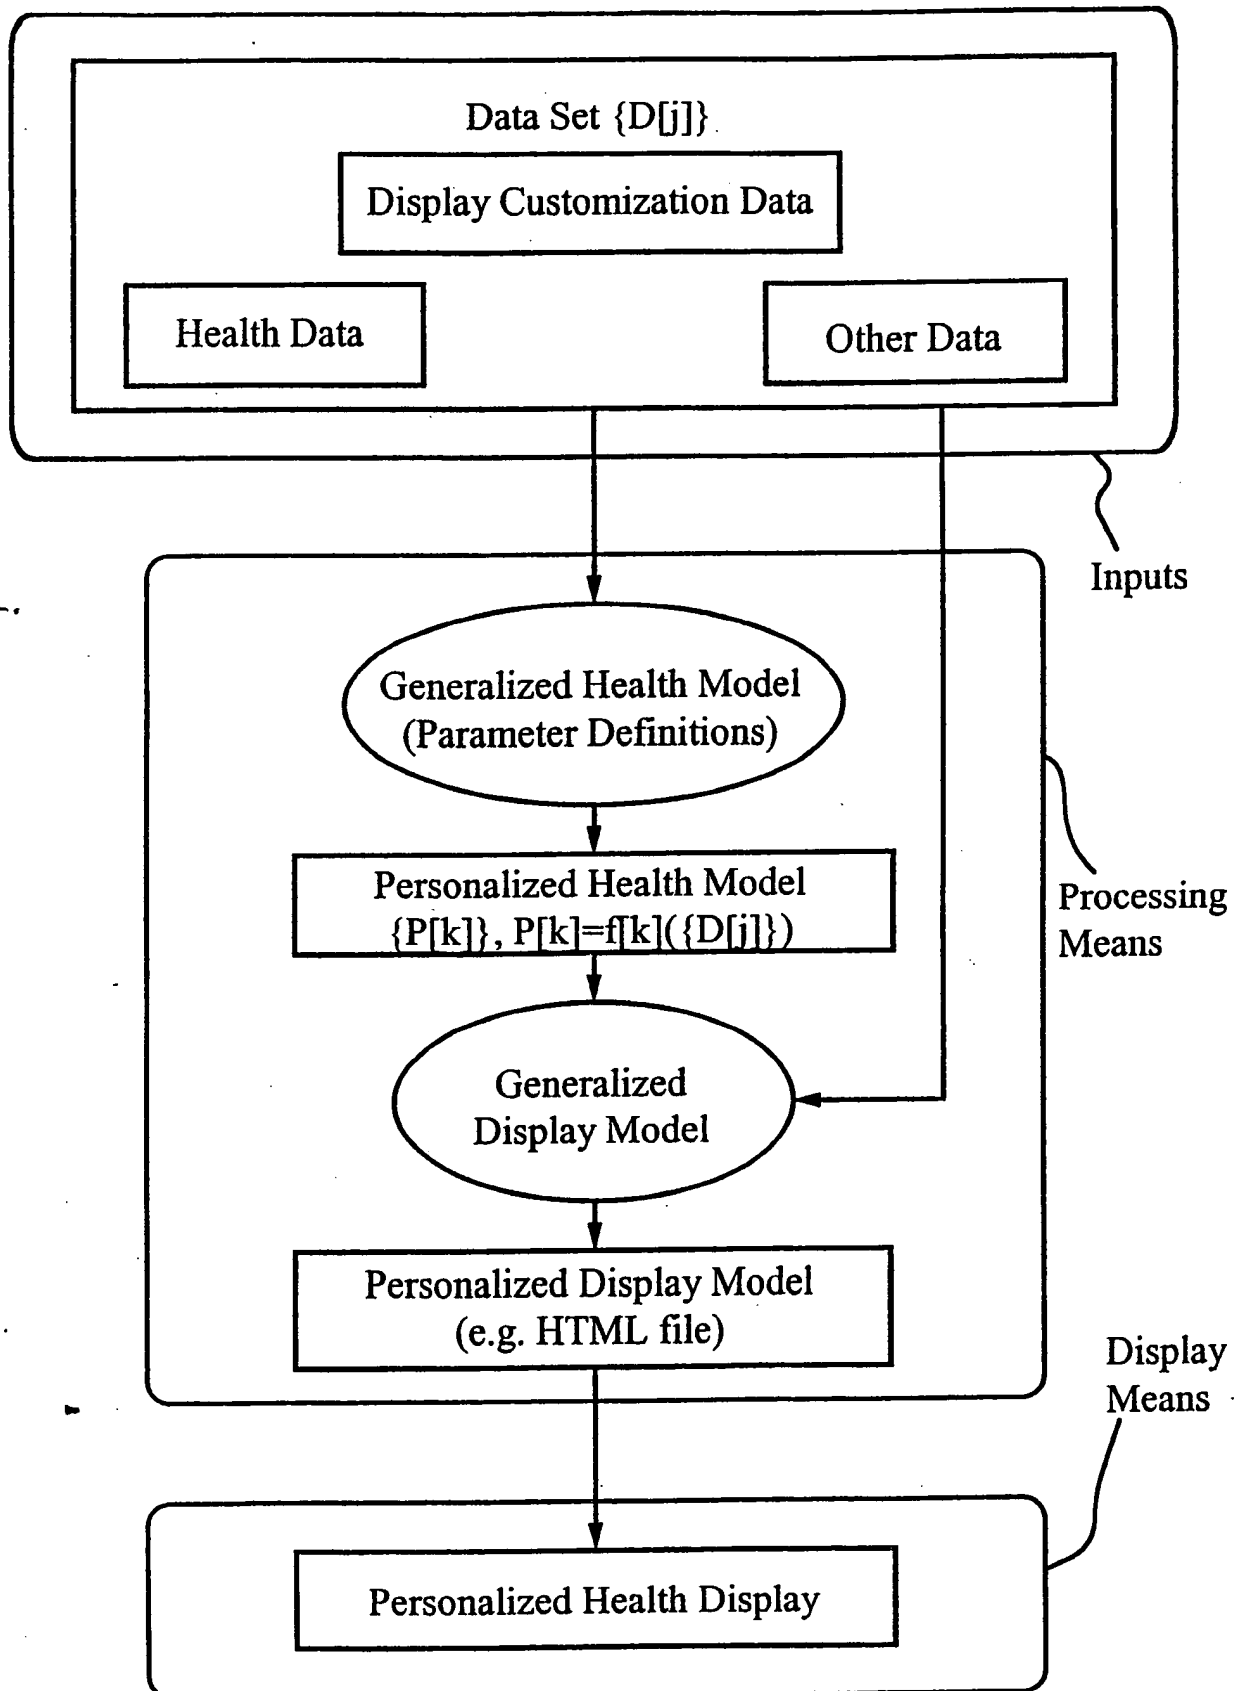 Data Set {D[j]}
Display Customization Data
Health Data
Other Data
Inputs
Generalized Health Model
(Parameter Definitions)
Personalized Health Model
{P[k]}, P[k]=f[k]({D[j]})
Processing
Means
Generalized
Display Model
Personalized Display Model
(e.g. HTML file)
Display
Means
Personalized Health Display